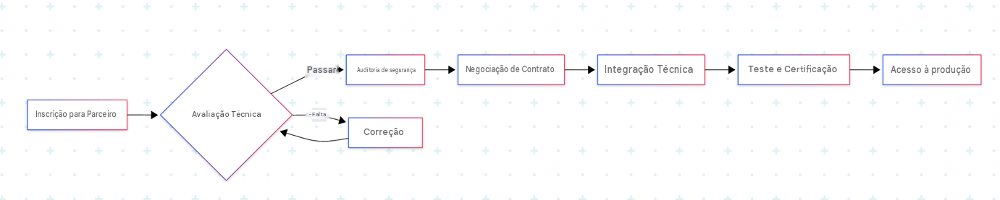 Inscrição para Parceiro
Avaliação Técnica
Passar
Auditoria de segurança
Negociação de Contrato
Integração Técnica
Teste e Certificação
Acesso à produção
Falta
Correção